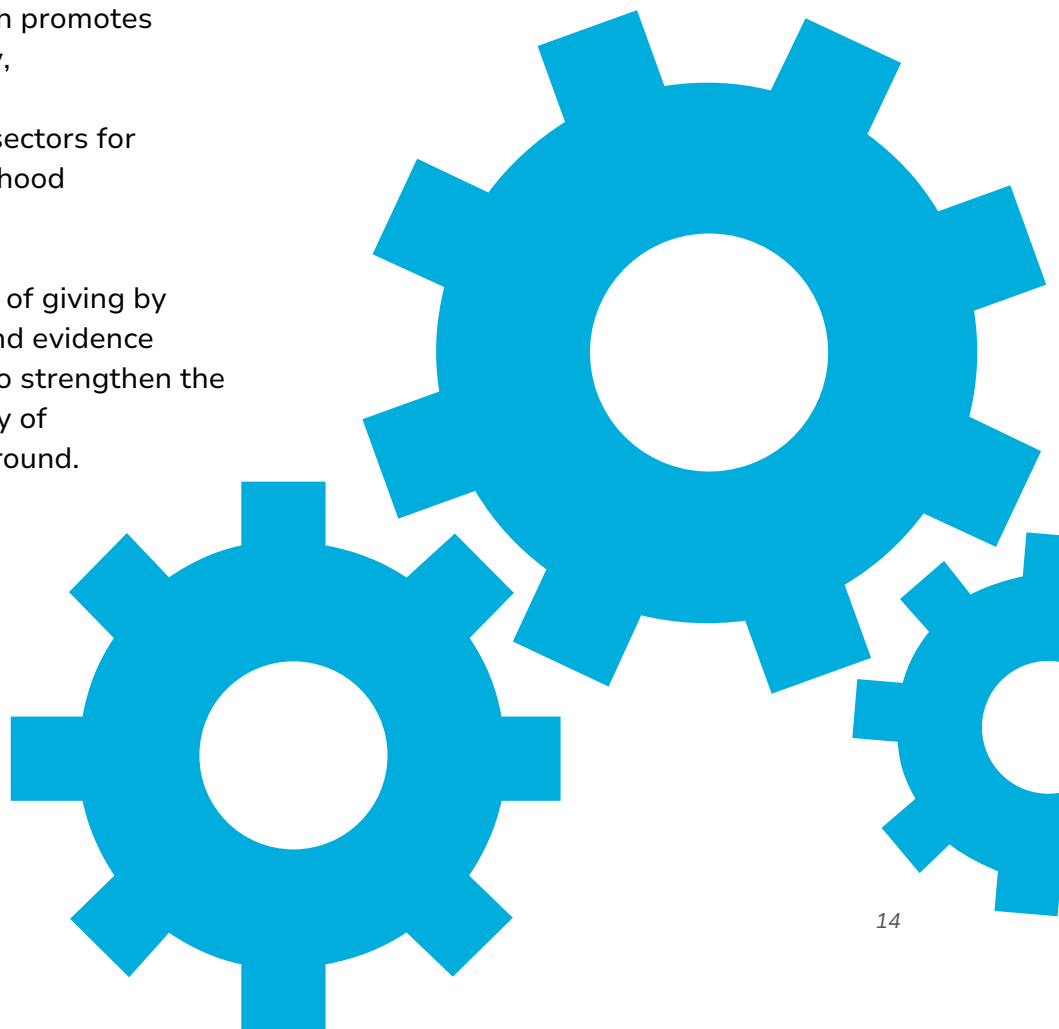 h promotes
,
sectors for
hood
of giving by
nd evidence
o strengthen the
y of
round.
14